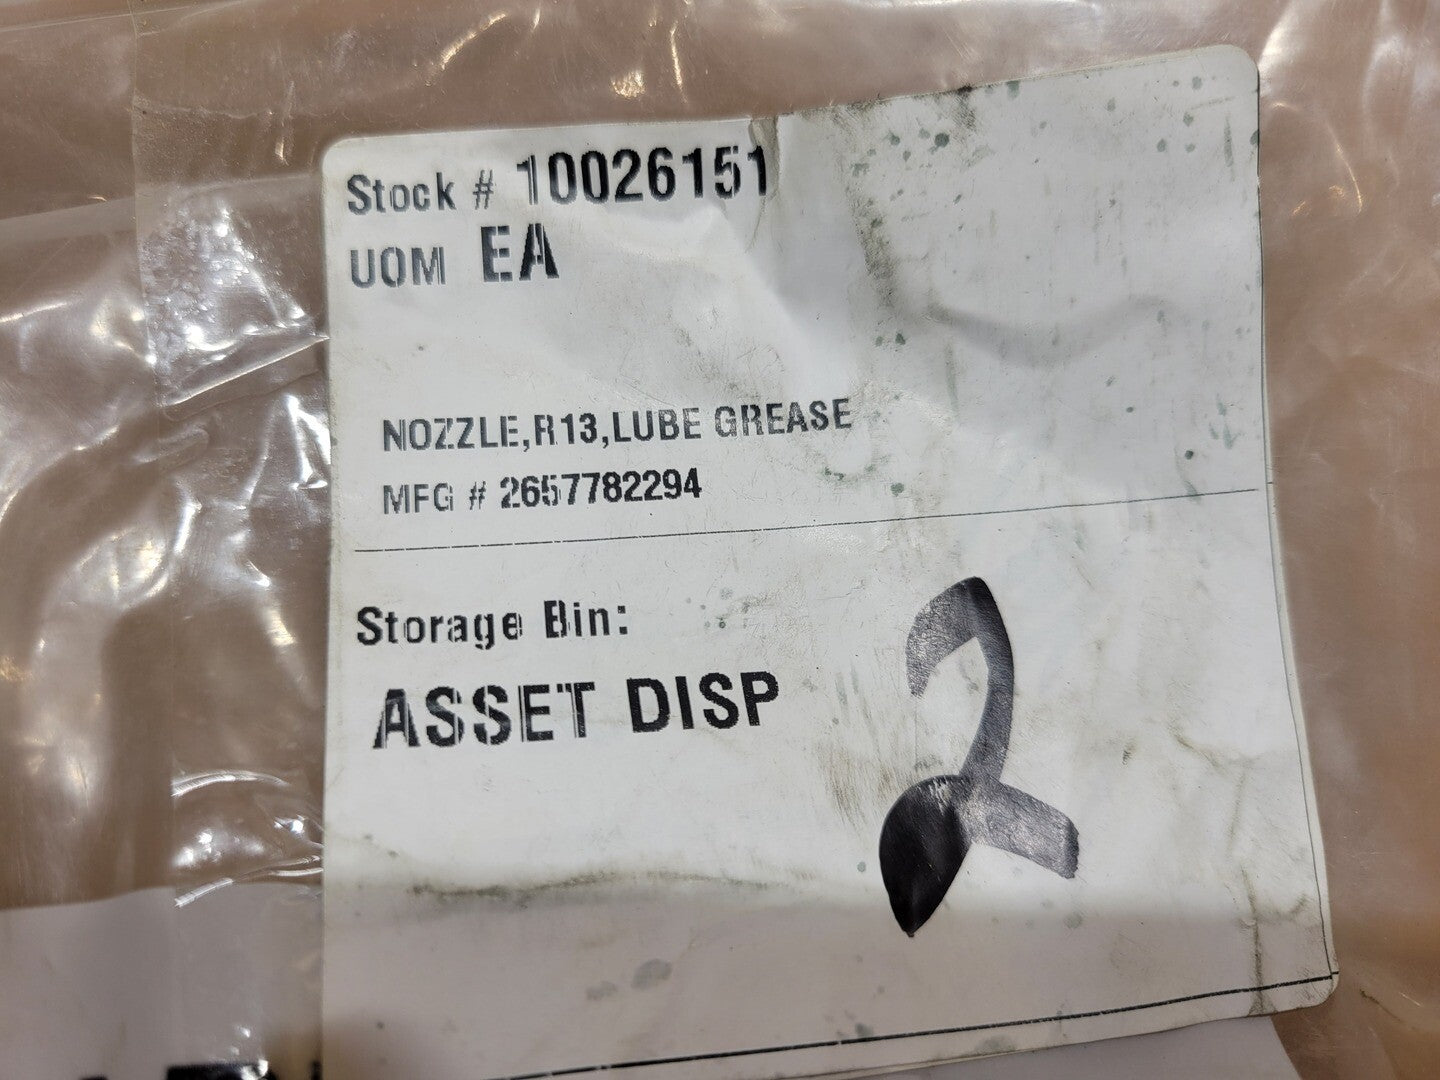 Stock # 10026151
UOM EA
NOZZLE,R13,LUBE GREASE
MFG # 2657782294
Storage Bin:
ASSET DISP
2